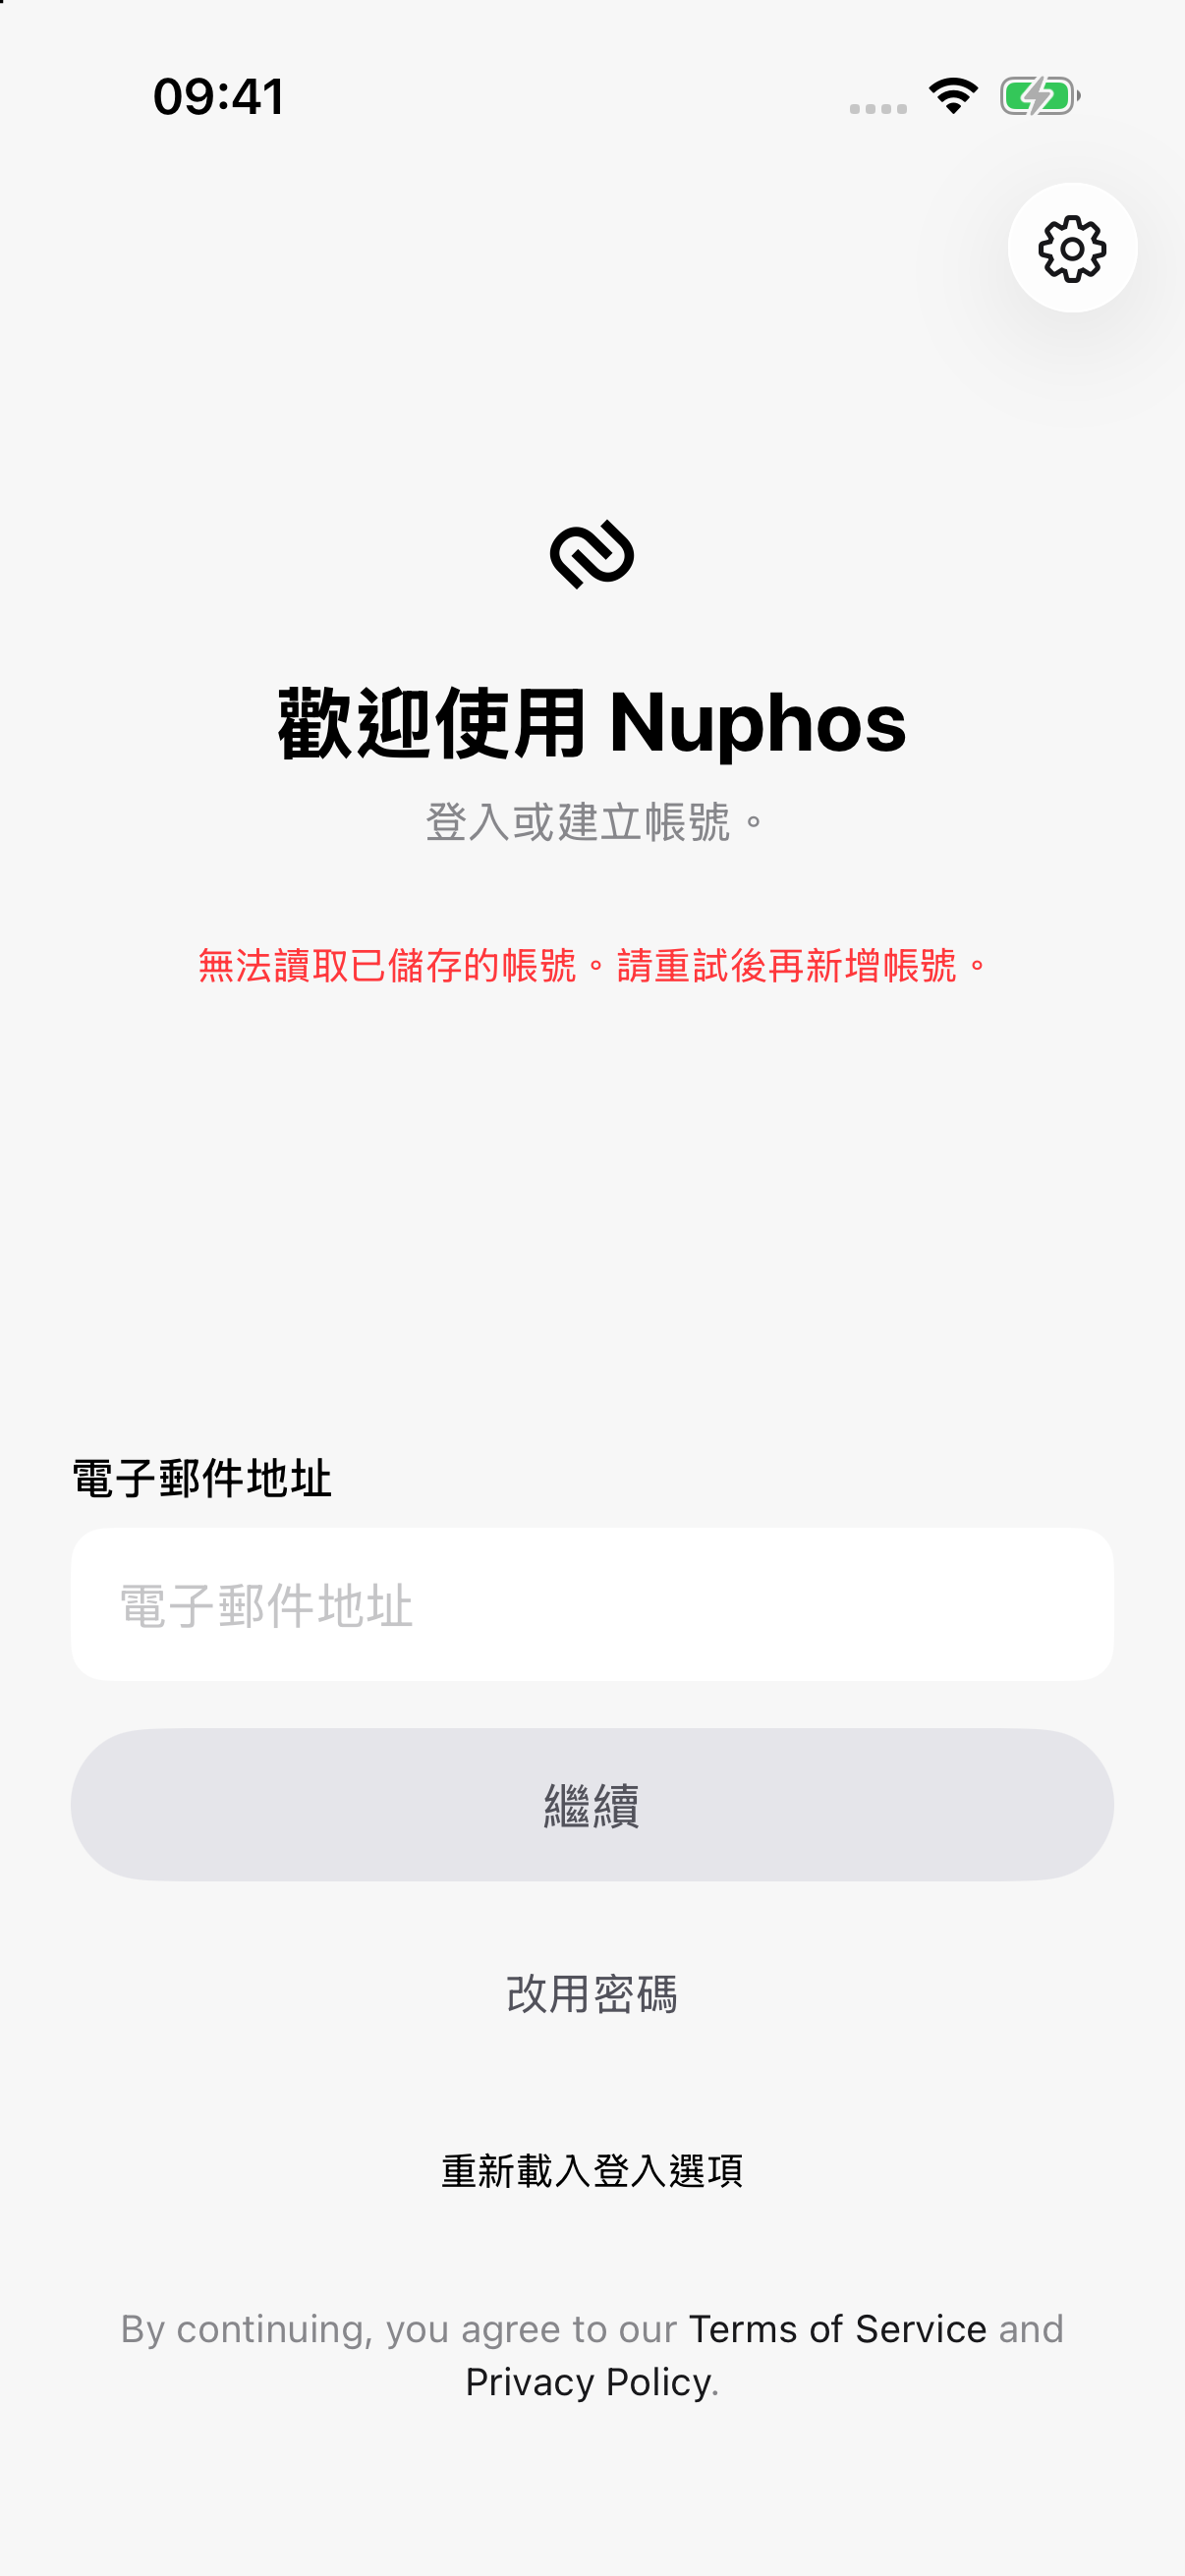 09:41
歡迎使用 Nuphos
登入或建立帳號。
無法讀取已儲存的帳號。請重試後再新增帳號。
電子郵件地址
電子郵件地址
繼續
改用密碼
重新載入登入選項
By continuing, you agree to our Terms of Service and
Privacy Policy.